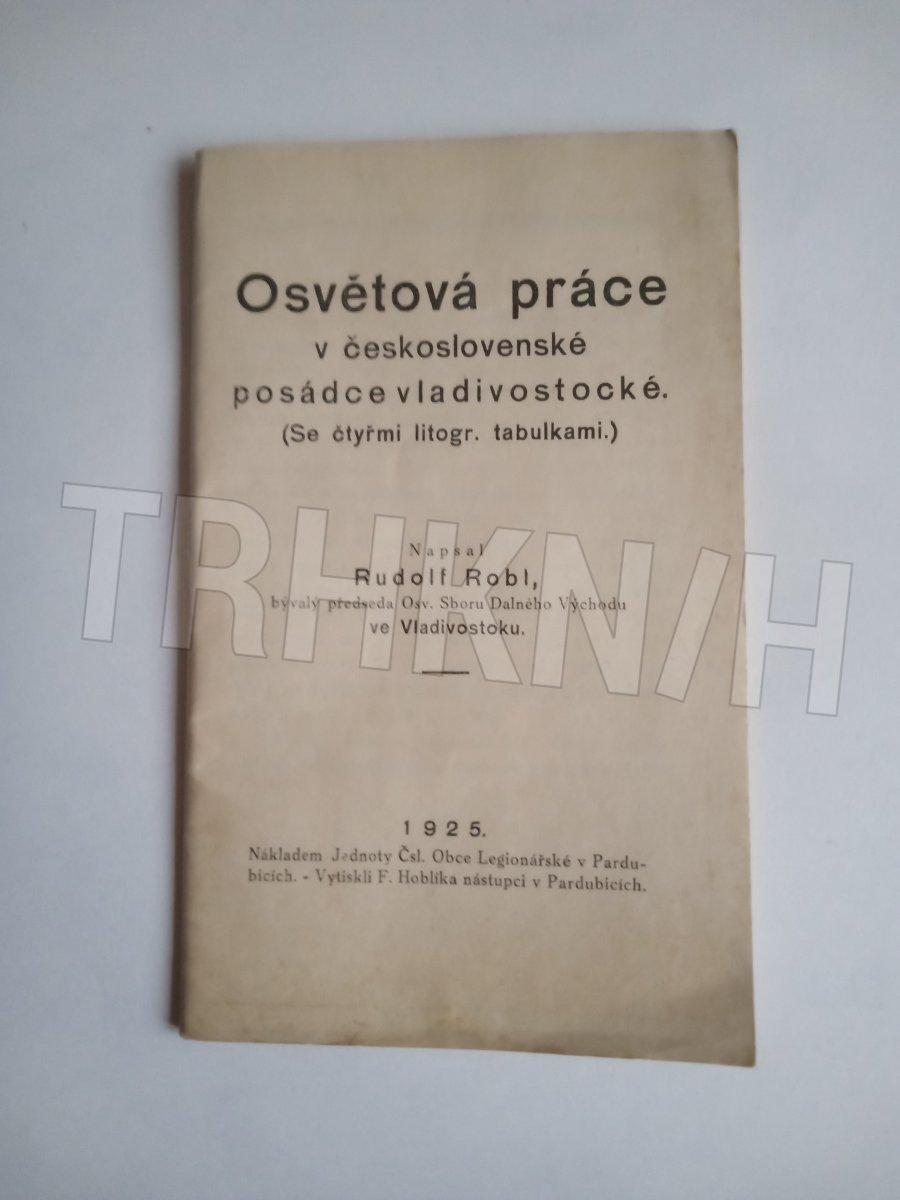 Osvětová práce
v československé
posádce vladivostocké.
(Se čtyřmi litogr. tabulkami.)
Napsal
Rudolf Robl,
bývalý předseda Osv. Sboru Dalného Východu
ve Vladivostoku.
TRHKNIH
1925.
Nákladem Jednoty Čsl. Obce Legionářské v Pardu-
bicích. - Vytiskli F. Hoblíka nástupci v Pardubicích.